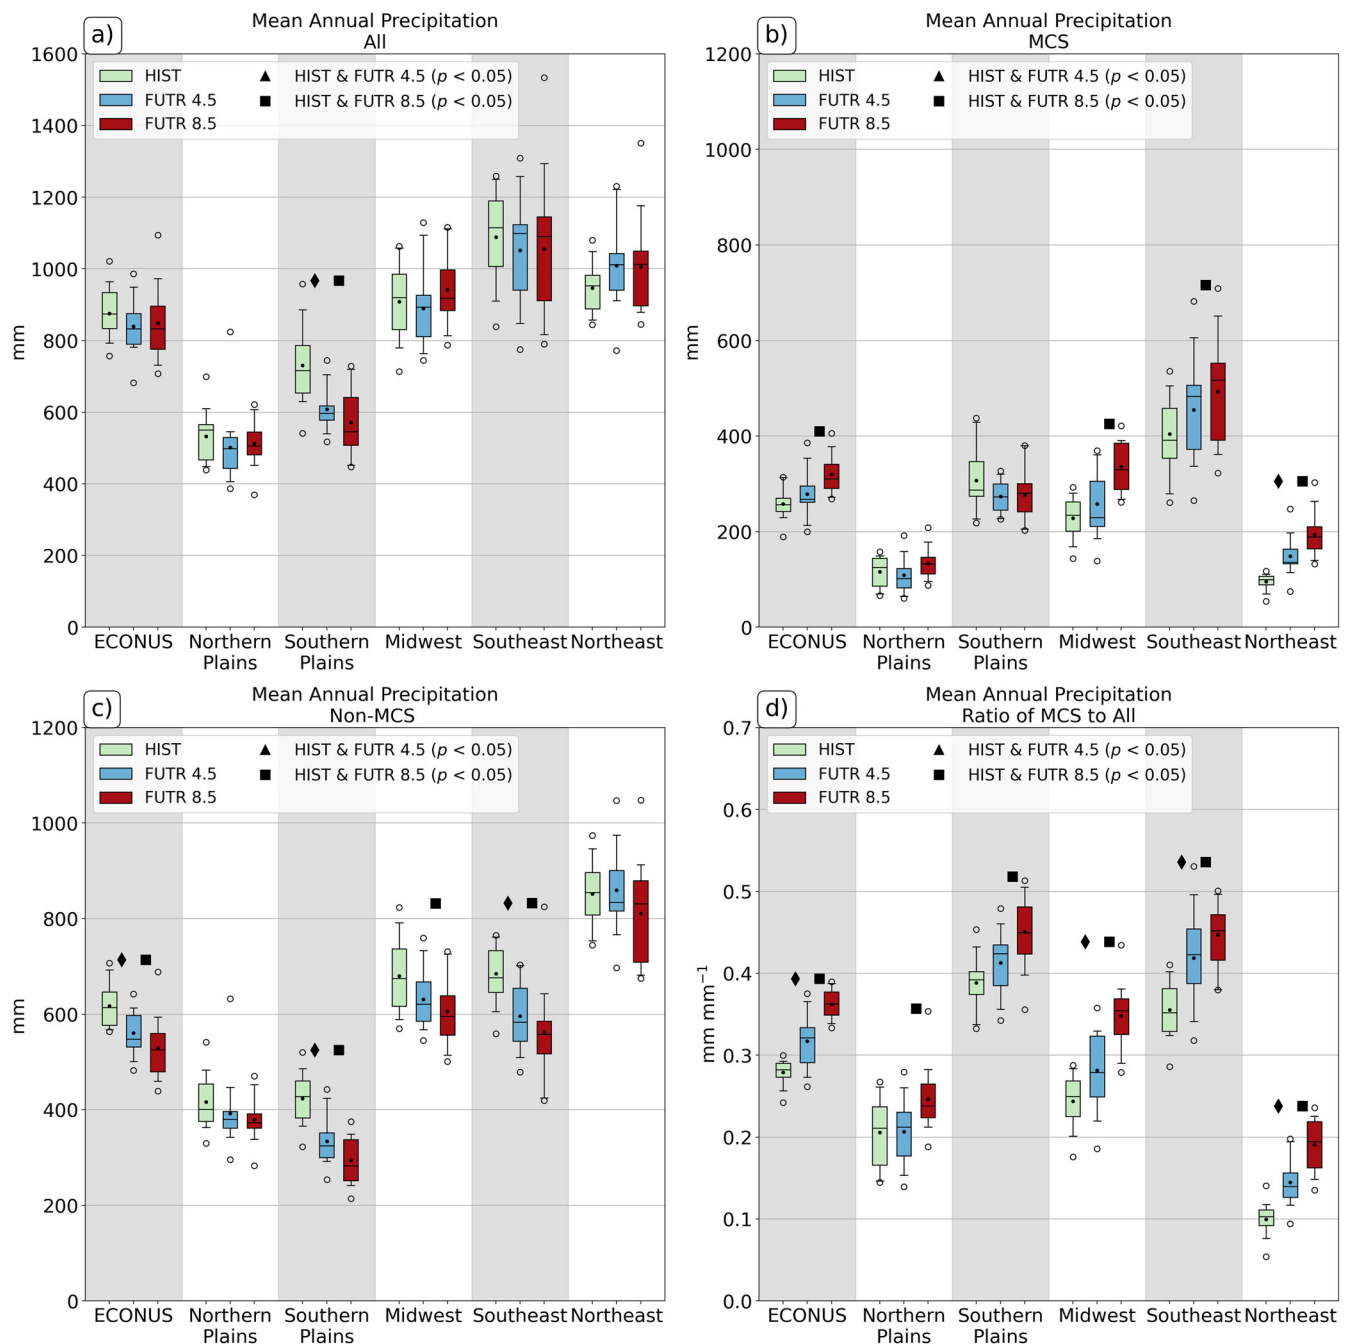 a)
Mean Annual Precipitation
All
HIST
FUTR 4.5
FUTR 8.5
HIST & FUTR 4.5 (p < 0.05)
HIST & FUTR 8.5 (p < 0.05)
mm
1600
1400
1200
1000
800
600
400
200
0
ECONUS
Northern
Plains
Southern
Plains
Midwest
Southeast
Northeast
b)
Mean Annual Precipitation
MCS
HIST
FUTR 4.5
FUTR 8.5
HIST & FUTR 4.5 (p < 0.05)
HIST & FUTR 8.5 (p < 0.05)
mm
1200
1000
800
600
400
200
0
ECONUS
Northern
Plains
Southern
Plains
Midwest
Southeast
Northeast
c)
Mean Annual Precipitation
Non-MCS
HIST
FUTR 4.5
FUTR 8.5
HIST & FUTR 4.5 (p < 0.05)
HIST & FUTR 8.5 (p < 0.05)
mm
1200
1000
800
600
400
200
0
ECONUS
Northern
Plains
Southern
Plains
Midwest
Southeast
Northeast
d)
Mean Annual Precipitation
Ratio of MCS to All
HIST
FUTR 4.5
FUTR 8.5
HIST & FUTR 4.5 (p < 0.05)
HIST & FUTR 8.5 (p < 0.05)
mm mm⁻¹
0.7
0.6
0.5
0.4
0.3
0.2
0.1
0.0
ECONUS
Northern
Plains
Southern
Plains
Midwest
Southeast
Northeast